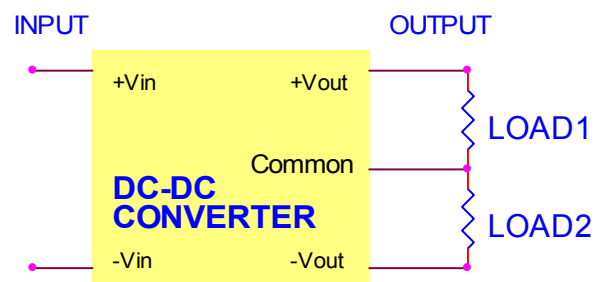 INPUT
OUTPUT
+Vin
+Vout
LOAD1
Common
DC-DC
CONVERTER
LOAD2
-Vin
-Vout